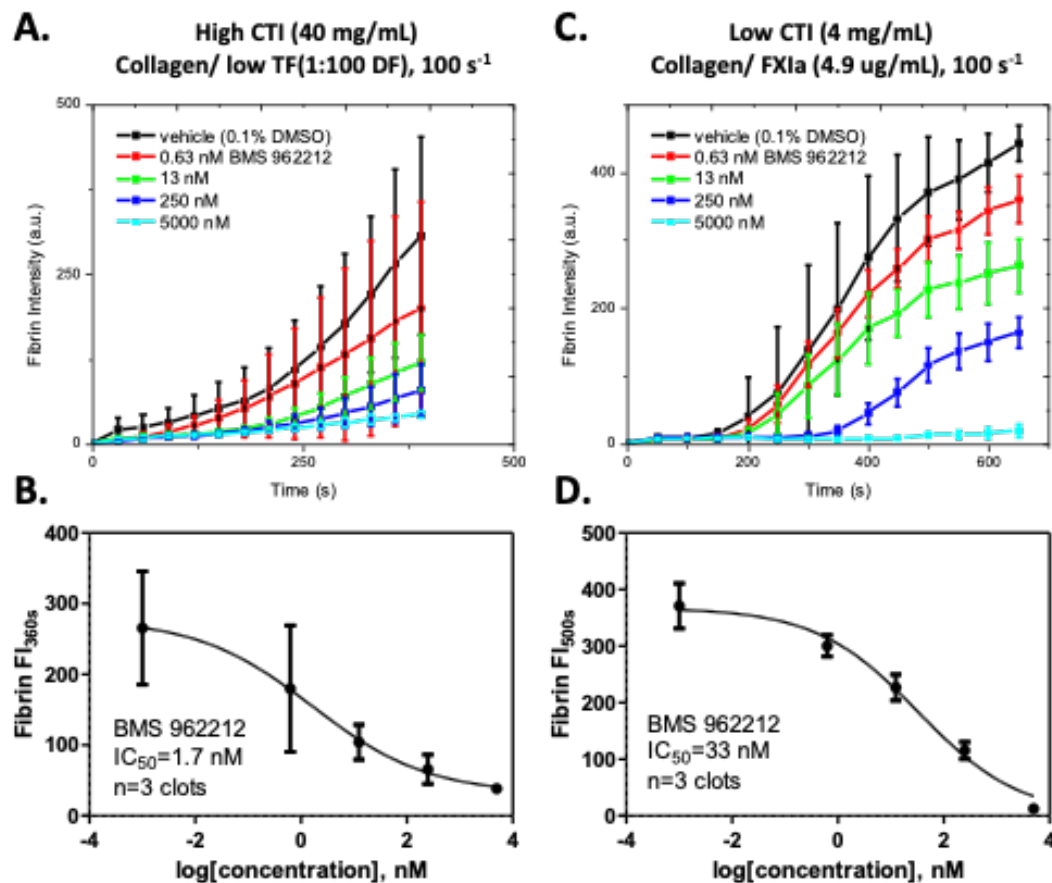 A.
High CTI (40 mg/mL)
Collagen/ low TF(1:100 DF), 100 s⁻¹
500
250
0
Fibrin Intensity (a.u.)
vehicle (0.1% DMSO)
0.63 nM BMS 962212
13 nM
250 nM
5000 nM
0
250
500
Time (s)
C.
Low CTI (4 mg/mL)
Collagen/ FXIa (4.9 ug/mL), 100 s⁻¹
400
200
0
Fibrin Intensity (a.u.)
vehicle (0.1% DMSO)
0.63 nM BMS 962212
13 nM
250 nM
5000 nM
0
200
400
600
Time (s)
B.
400
300
200
100
0
Fibrin FI360s
BMS 962212
IC50=1.7 nM
n=3 clots
-4
-2
0
2
4
log[concentration], nM
D.
500
400
300
200
100
0
Fibrin FI500s
BMS 962212
IC50=33 nM
n=3 clots
-4
-2
0
2
4
log[concentration], nM